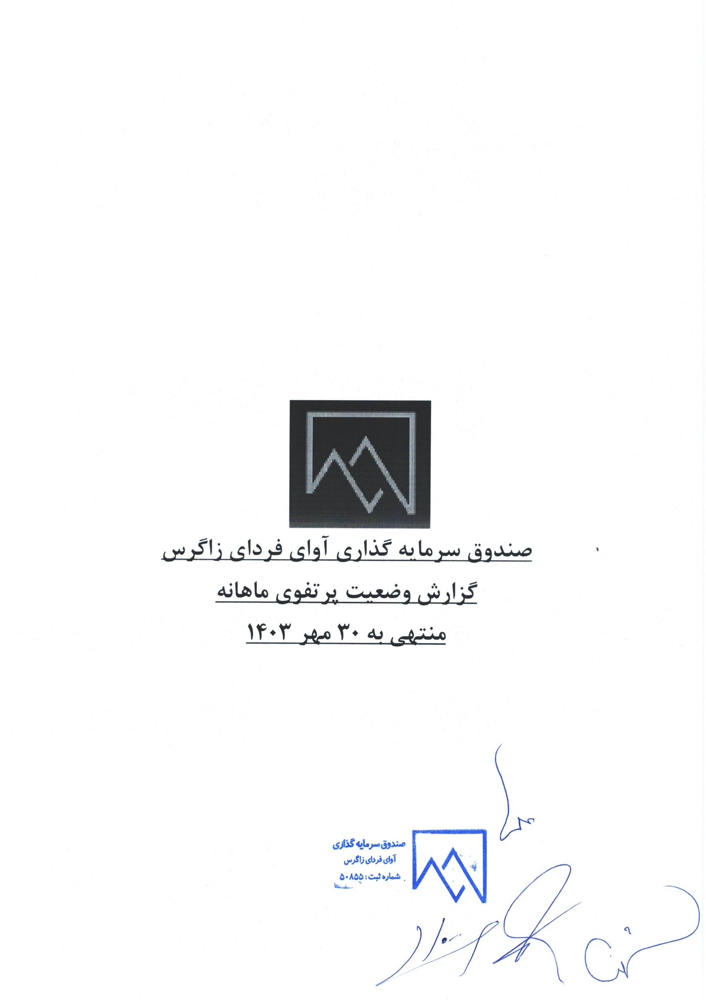 صندوق سرمایه گذاری آوای فردای زاگرس
گزارش وضعیت پرتفوی ماهانه
منتهی به ۳۰ مهر ۱۴۰۳
صندوق سرمایه گذاری
آوای فردای زاگرس
شماره ثبت: ۵۰۸۵۵